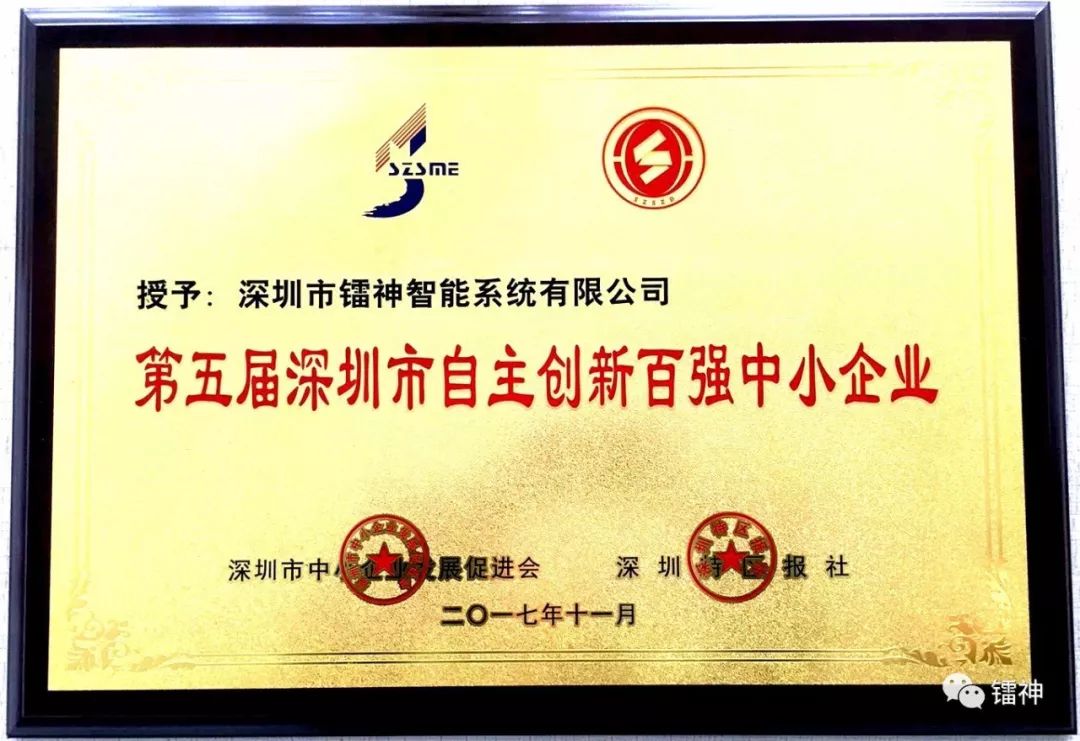 SZSME
SZSZD
授予：深圳市镭神智能系统有限公司
第五届深圳市自主创新百强中小企业
深圳市中小企业发展促进会 深圳特区报社
二〇一七年十一月
镭神